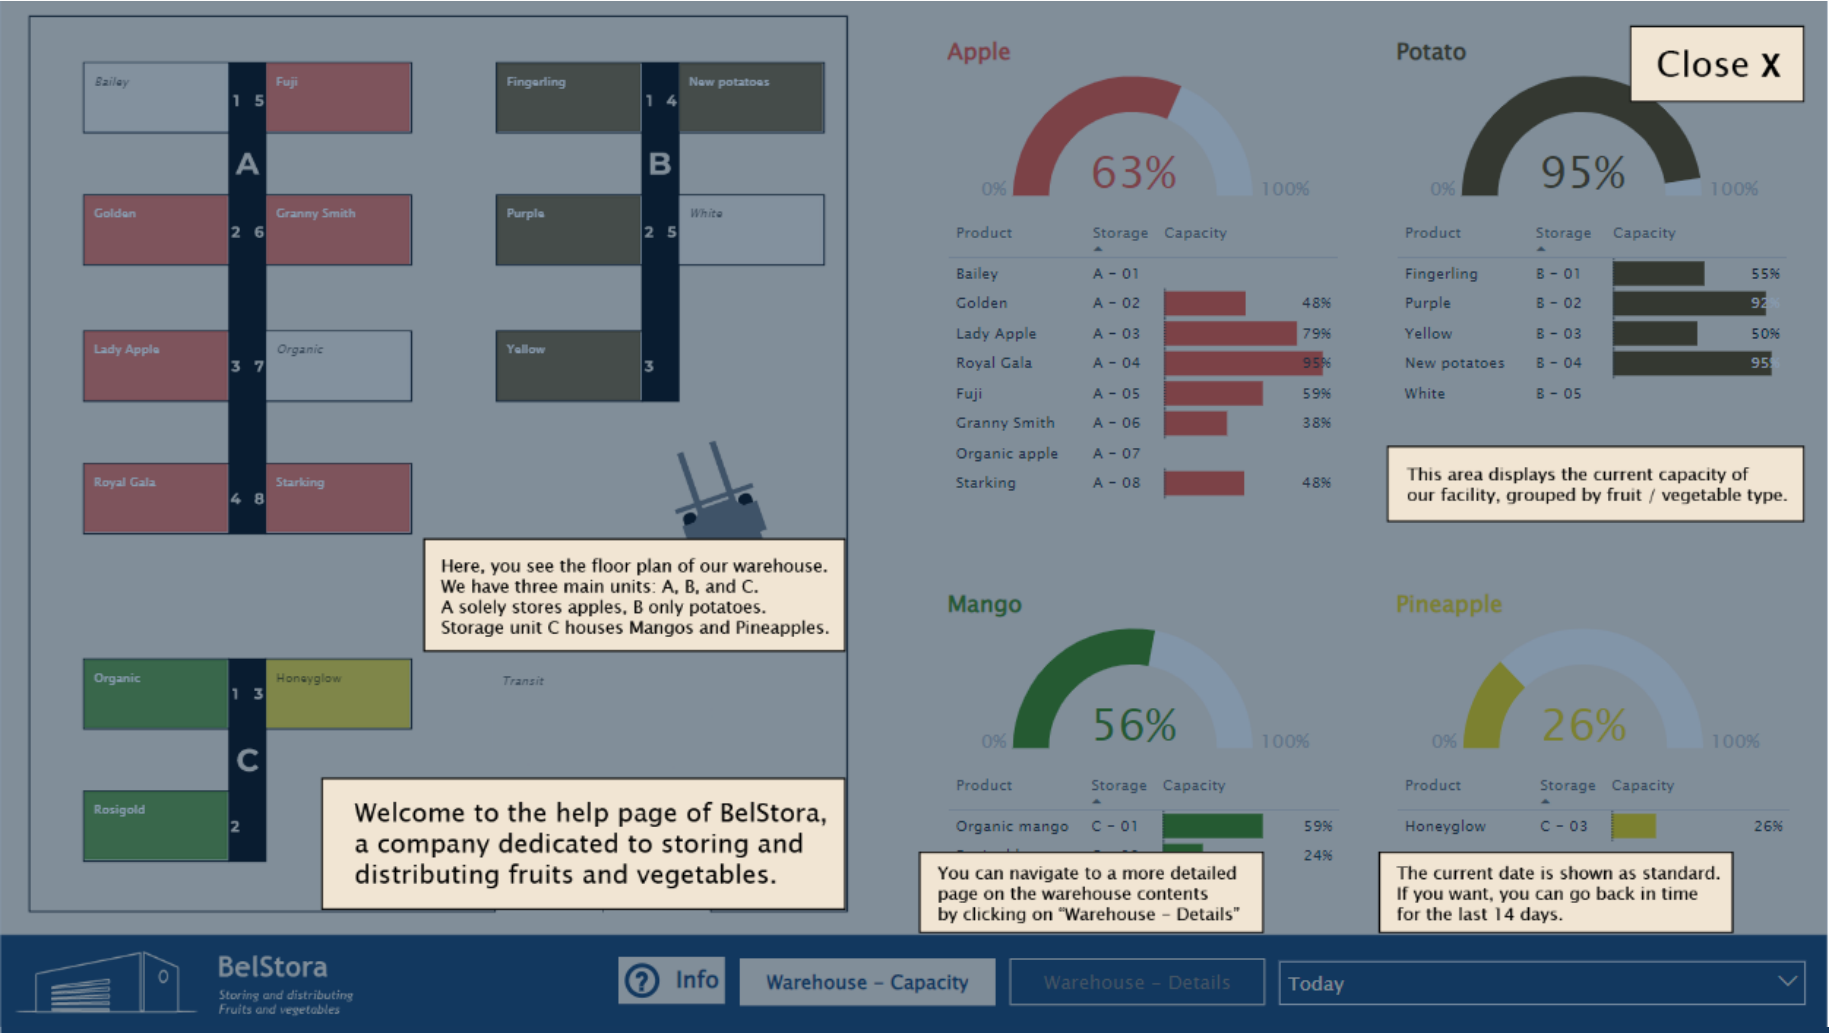 Bailey
Fuji
1 5
A
Golden
Granny Smith
2 6
Lady Apple
Organic
3 7
Royal Gala
Starking
4 8
Fingerling
New potatoes
1 4
B
Purple
White
2 5
Yellow
3
Here, you see the floor plan of our warehouse.
We have three main units: A, B, and C.
A solely stores apples, B only potatoes.
Storage unit C houses Mangos and Pineapples.
Organic
Honeyglow
1 3
C
Rosigold
2
Transit
Welcome to the help page of BelStora,
a company dedicated to storing and
distributing fruits and vegetables.
Apple
63%
0%
100%
Product Storage Capacity
Bailey A - 01
Golden A - 02 48%
Lady Apple A - 03 79%
Royal Gala A - 04 95%
Fuji A - 05 59%
Granny Smith A - 06 38%
Organic apple A - 07
Starking A - 08 48%
Potato
Close X
95%
0%
100%
Product Storage Capacity
Fingerling B - 01 55%
Purple B - 02 92%
Yellow B - 03 50%
New potatoes B - 04 95%
White B - 05
This area displays the current capacity of
our facility, grouped by fruit / vegetable type.
Mango
56%
0%
100%
Product Storage Capacity
Organic mango C - 01 59%
24%
You can navigate to a more detailed
page on the warehouse contents
by clicking on "Warehouse - Details"
Pineapple
26%
0%
100%
Product Storage Capacity
Honeyglow C - 03 26%
The current date is shown as standard.
If you want, you can go back in time
for the last 14 days.
BelStora
Storing and distributing
Fruits and vegetables
? Info
Warehouse - Capacity
Warehouse - Details
Today